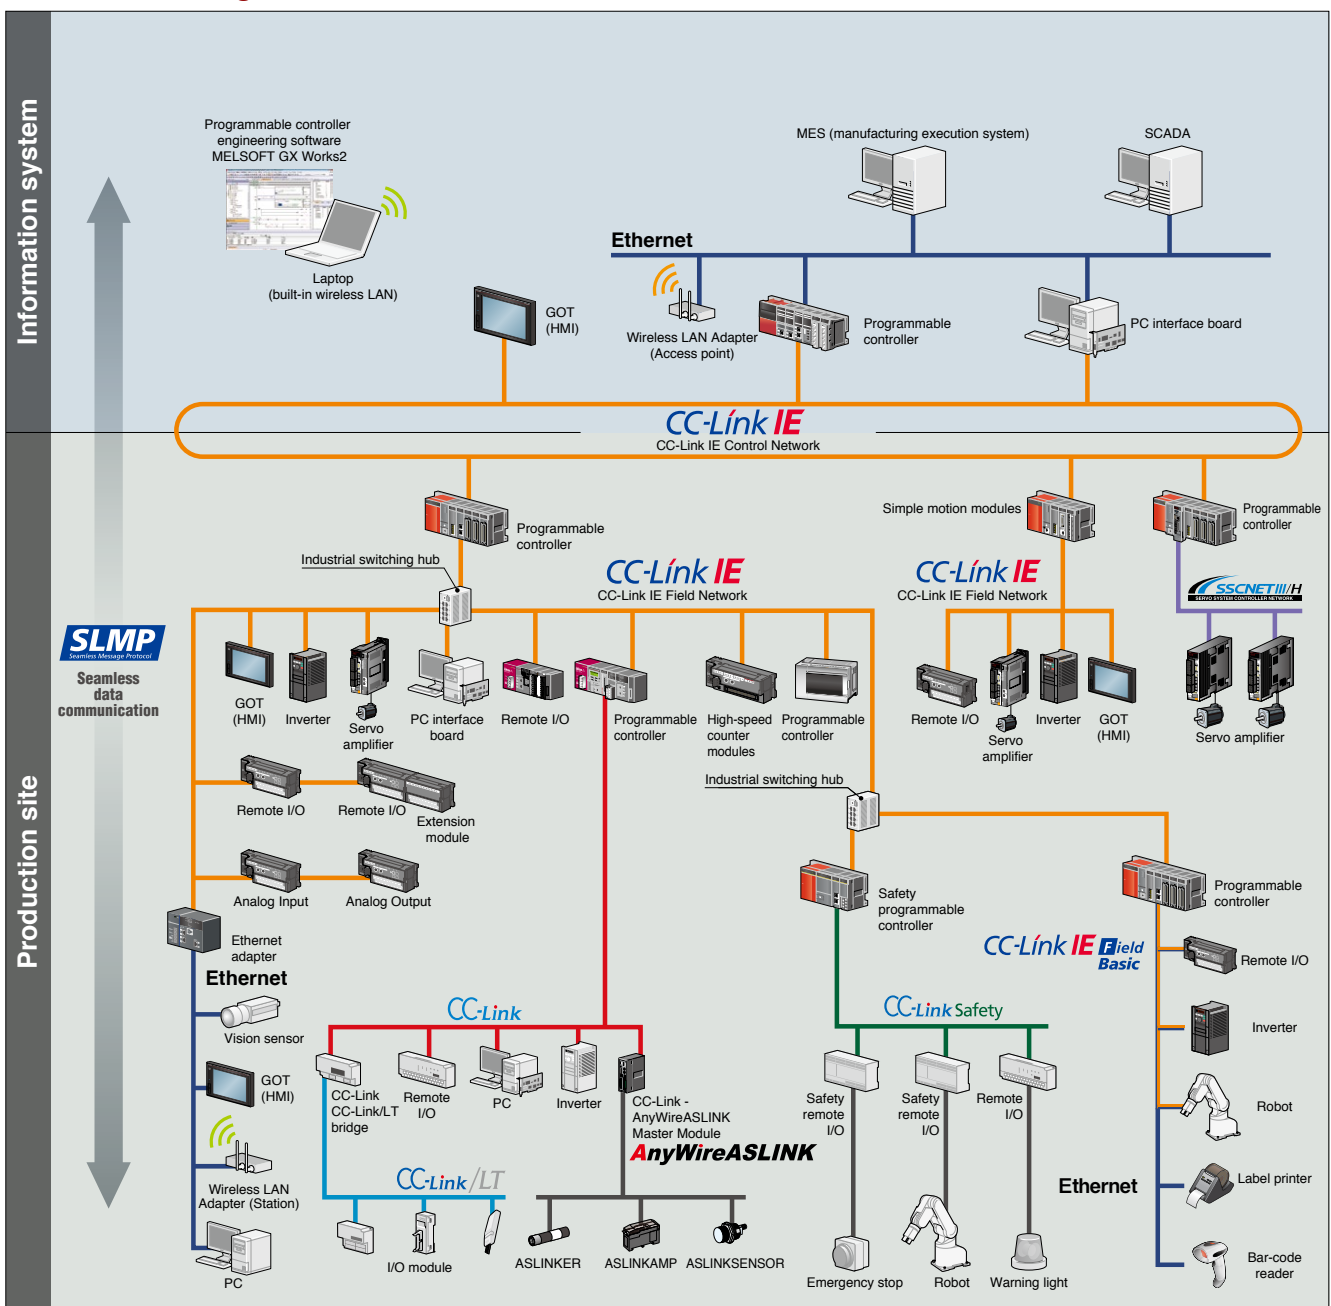 Information system
Programmable controller
engineering software
MELSOFT GX Works2
Laptop
(built-in wireless LAN)
MES (manufacturing execution system)
SCADA
Ethernet
GOT
(HMI)
Wireless LAN Adapter
(Access point)
Programmable
controller
PC interface board
CC-Link IE
CC-Link IE Control Network
Production site
SLMP
Seamless Message Protocol
Seamless
data
communication
Programmable
controller
Simple motion modules
Programmable
controller
Industrial switching hub
CC-Link IE
CC-Link IE Field Network
CC-Link IE
CC-Link IE Field Network
SSCNETIII/H
SERVO SYSTEM CONTROLLER NETWORK
GOT
(HMI)
Inverter
Servo
amplifier
PC interface
board
Remote I/O
Programmable
controller
High-speed
counter
modules
Programmable
controller
Remote I/O
Servo
amplifier
Inverter
GOT
(HMI)
Servo amplifier
Industrial switching hub
Remote I/O
Remote I/O
Extension
module
Analog Input
Analog Output
Safety
programmable
controller
Programmable
controller
Ethernet
adapter
Ethernet
CC-Link IE Field
Basic
Remote I/O
Vision sensor
CC-Link
CC-Link Safety
Inverter
GOT
(HMI)
CC-Link
CC-Link/LT
bridge
Remote
I/O
PC
Inverter
CC-Link -
AnyWireASLINK
Master Module
AnyWireASLINK
Safety
remote
I/O
Safety
remote
I/O
Remote
I/O
Robot
Wireless LAN
Adapter (Station)
CC-Link/LT
Ethernet
Label printer
PC
I/O module
ASLINKER
ASLINKAMP
ASLINKSENSOR
Emergency stop
Robot
Warning light
Bar-code
reader